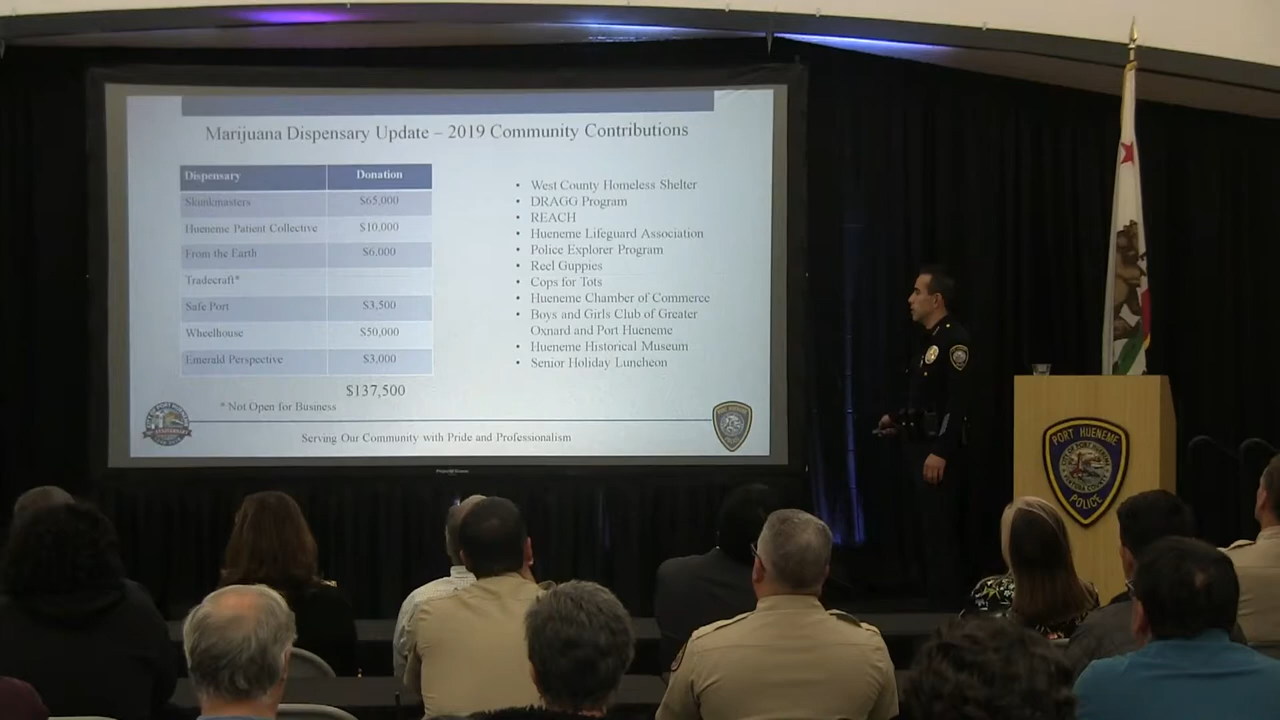 Marijuana Dispensary Update – 2019 Community Contributions
Dispensary Donation
Skunkmasters $65,000
Hueneme Patient Collective $10,000
From the Earth $6,000
Tradecraft*
Safe Port $3,500
Wheelhouse $50,000
Emerald Perspective $3,000
$137,500
* Not Open for Business
• West County Homeless Shelter
• DRAGG Program
• REACH
• Hueneme Lifeguard Association
• Police Explorer Program
• Reel Guppies
• Cops for Tots
• Hueneme Chamber of Commerce
• Boys and Girls Club of Greater
Oxnard and Port Hueneme
• Hueneme Historical Museum
• Senior Holiday Luncheon
Serving Our Community with Pride and Professionalism
PORT HUENEME
POLICE